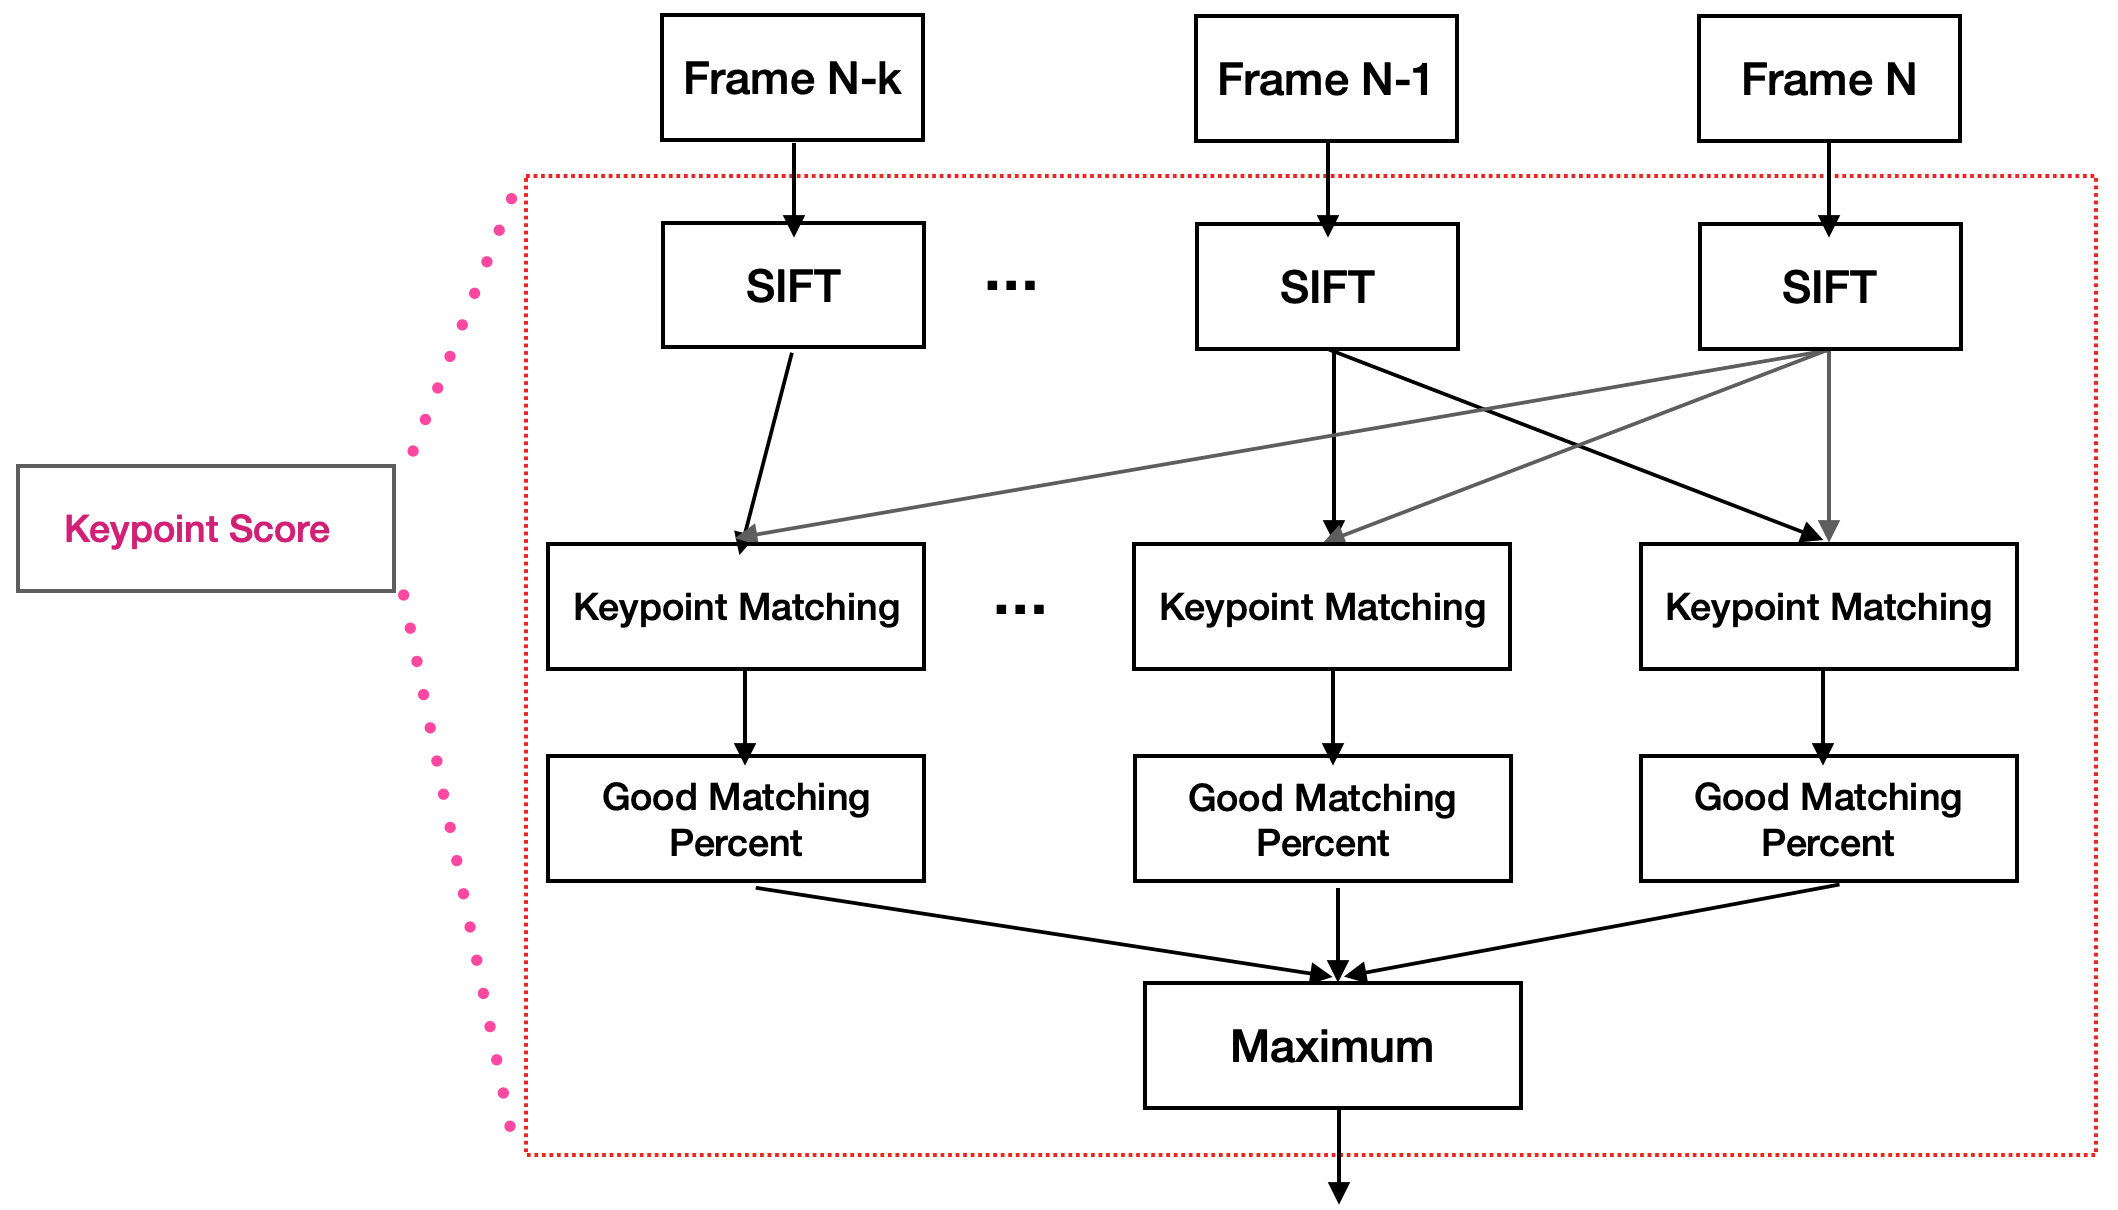 Frame N-k
Frame N-1
Frame N
SIFT
...
SIFT
SIFT
Keypoint Score
Keypoint Matching
...
Keypoint Matching
Keypoint Matching
Good Matching
Percent
Good Matching
Percent
Good Matching
Percent
Maximum